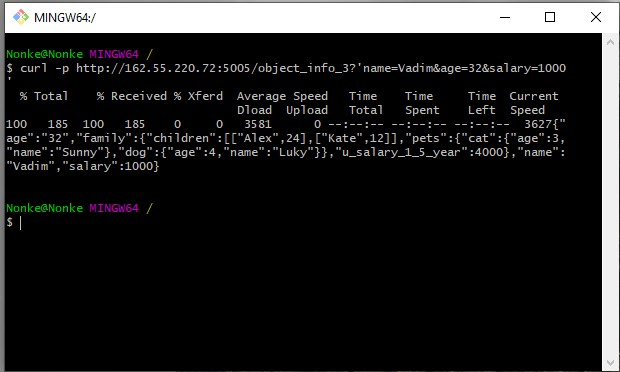 MINGW64:/
Nonke@Nonke MINGW64 /
$ curl -p http://162.55.220.72:5005/object_info_3?'name=Vadim&age=32&salary=1000
'
  % Total    % Received % Xferd  Average Speed   Time    Time     Time  Current
                                 Dload  Upload   Total   Spent    Left  Speed
100   185  100   185    0     0   3581      0 --:--:-- --:--:-- --:--:--  3627{"
age":"32","family":{"children":[["Alex",24],["Kate",12]],"pets":{"cat":{"age":3,
"name":"Sunny"},"dog":{"age":4,"name":"Luky"}},"u_salary_1_5_year":4000},"name":
"Vadim","salary":1000}
Nonke@Nonke MINGW64 /
$